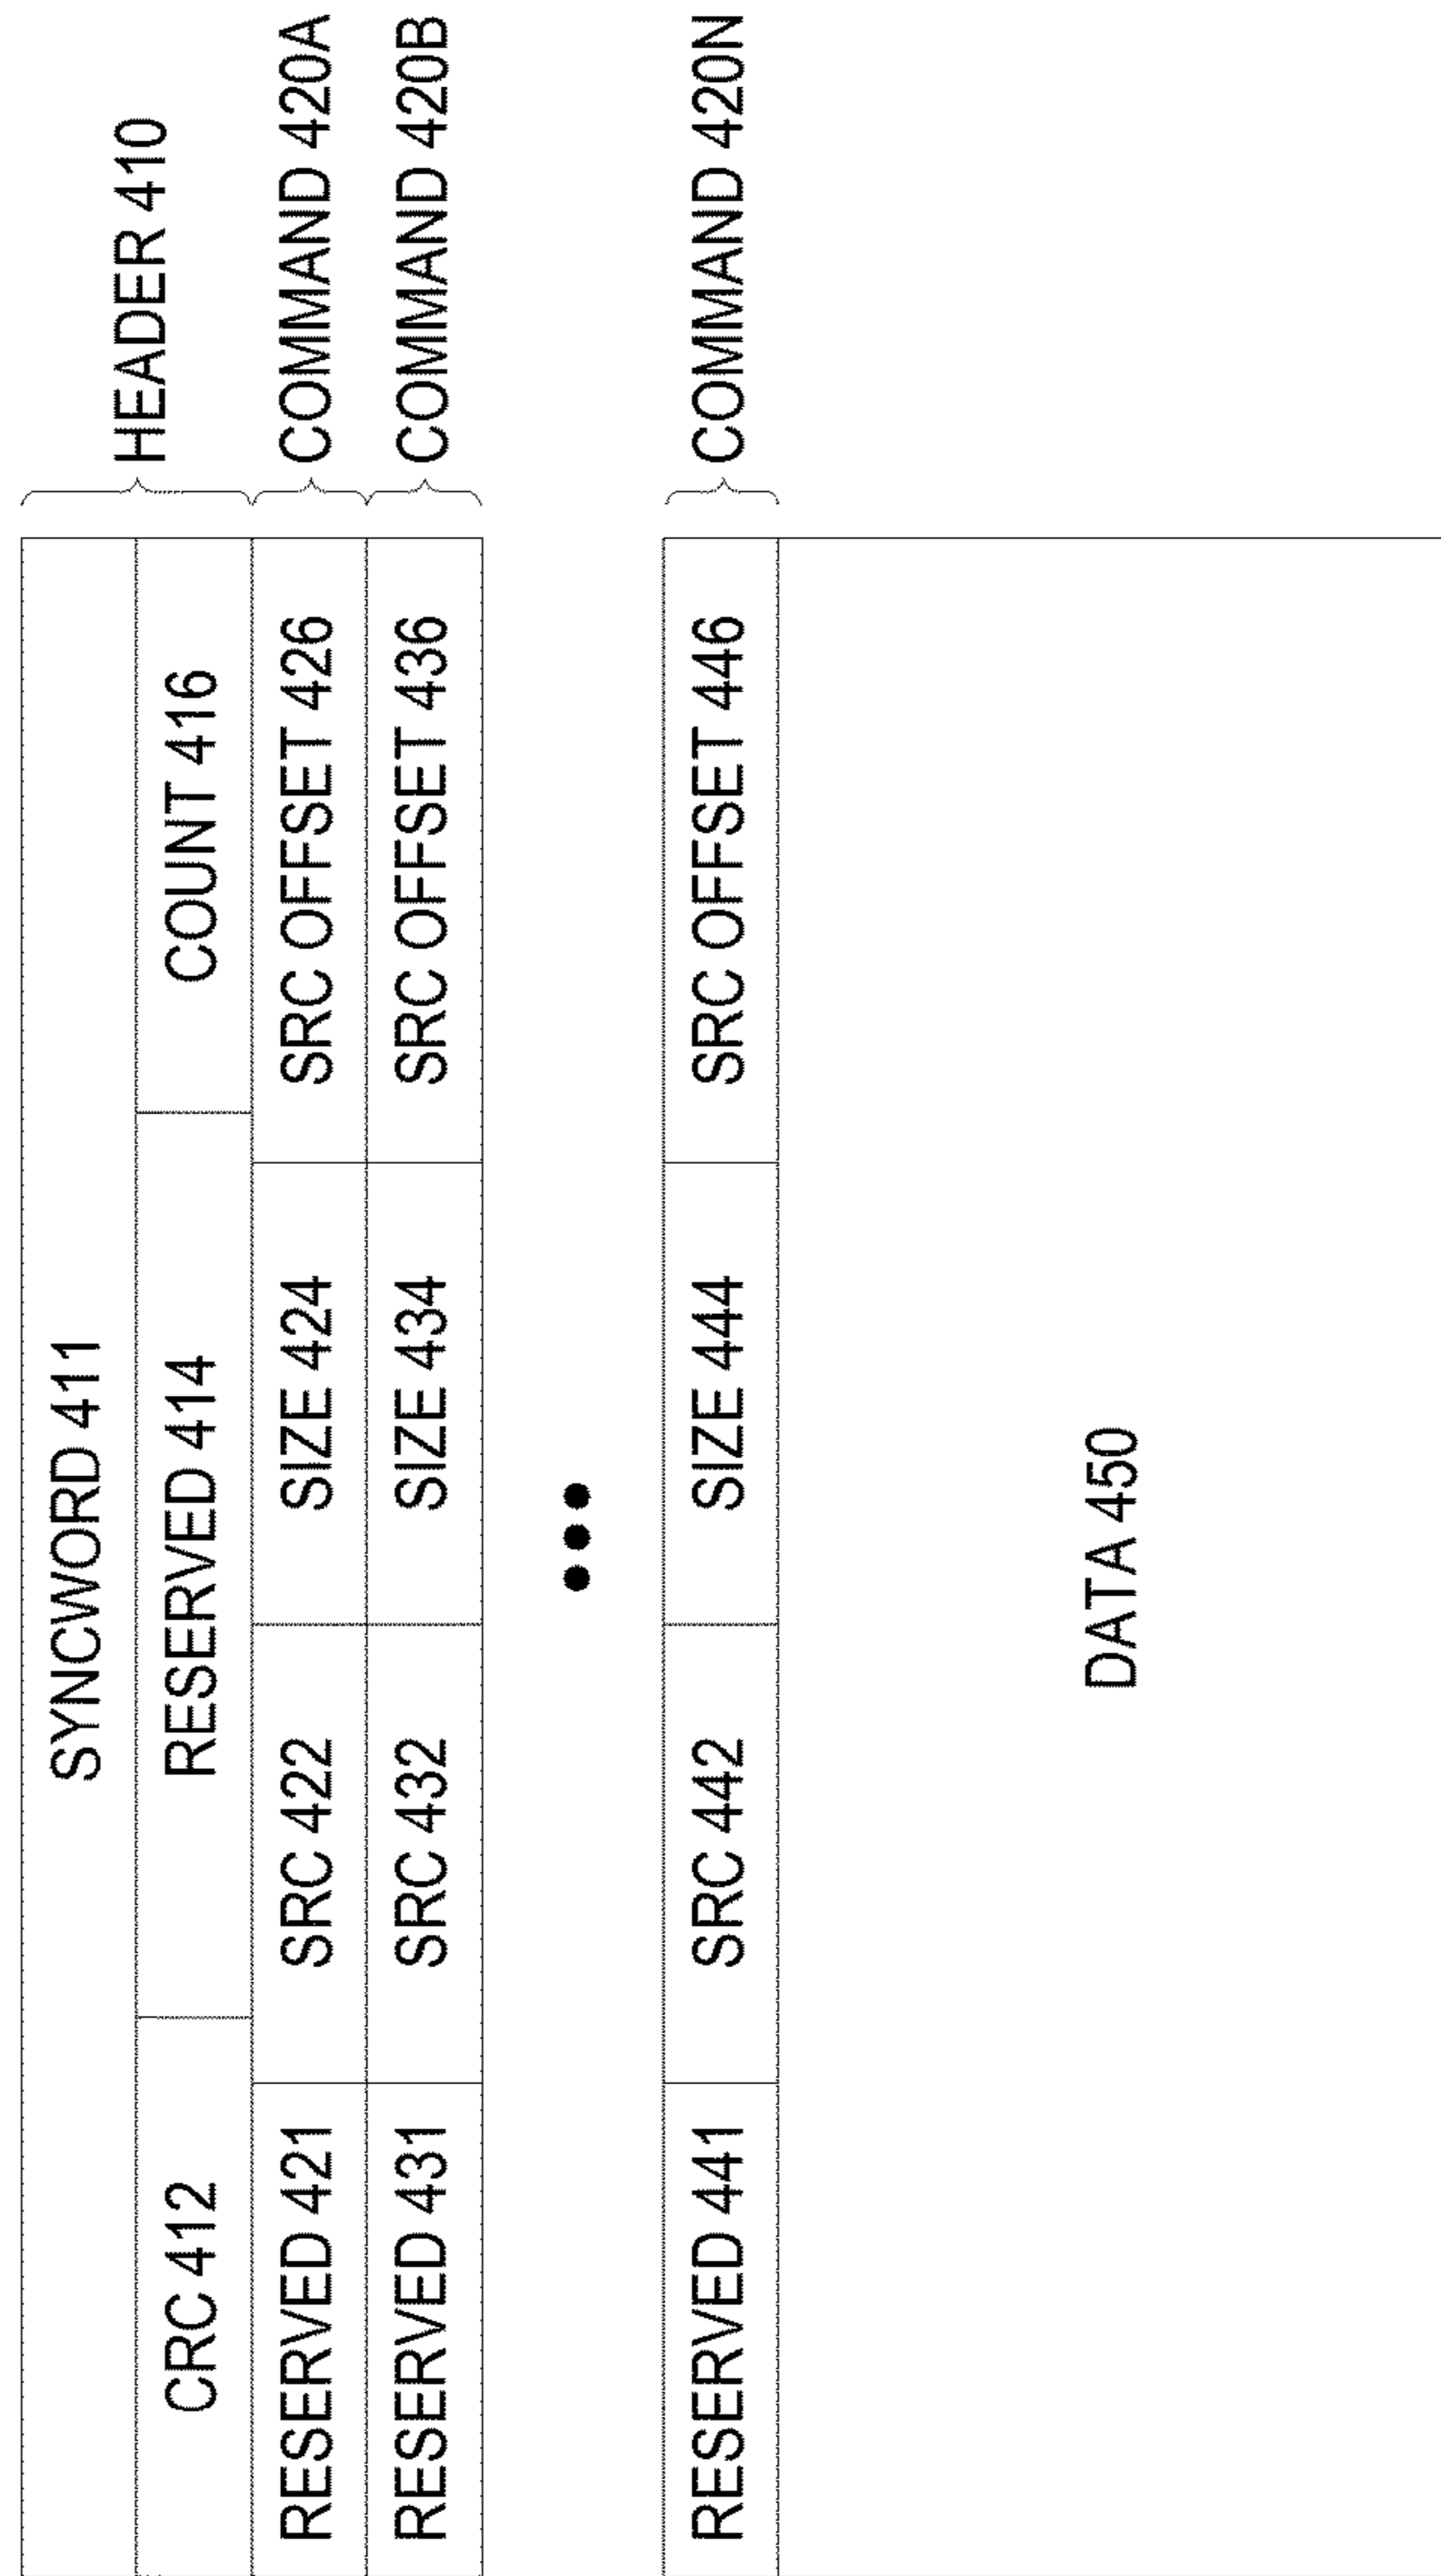 SYNCWORD 411
HEADER 410
CRC 412 RESERVED 414 COUNT 416
RESERVED 421 SRC 422 SIZE 424 SRC OFFSET 426 COMMAND 420A
RESERVED 431 SRC 432 SIZE 434 SRC OFFSET 436 COMMAND 420B
RESERVED 441 SRC 442 SIZE 444 SRC OFFSET 446 COMMAND 420N
DATA 450